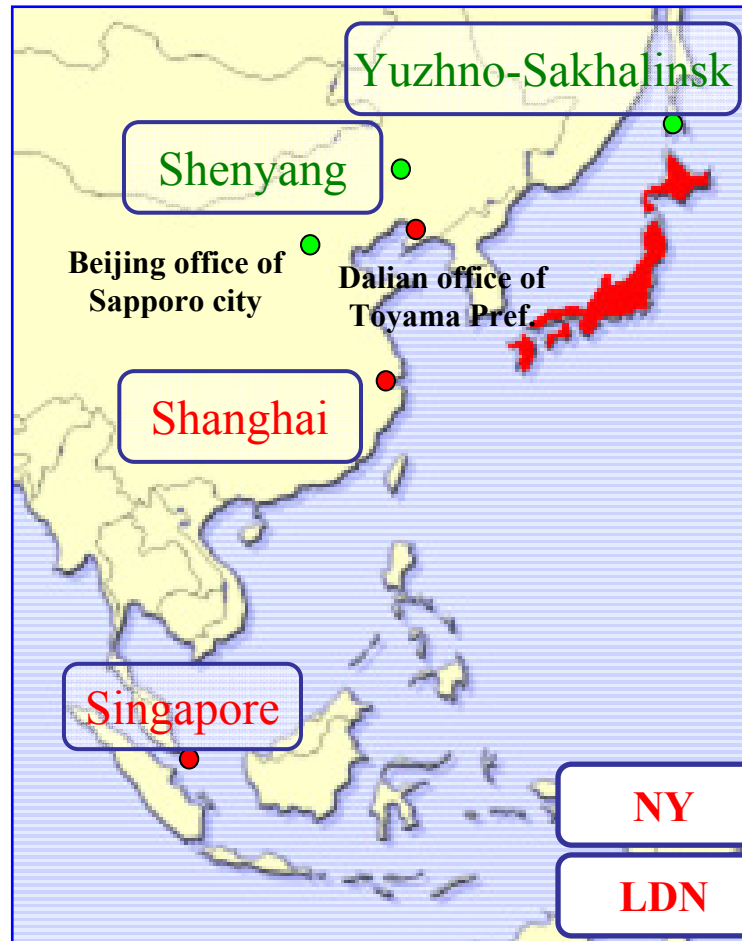 Yuzhno-Sakhalinsk
Shenyang
Beijing office of
Sapporo city
Dalian office of
Toyama Pref.
Shanghai
Singapore
NY
LDN